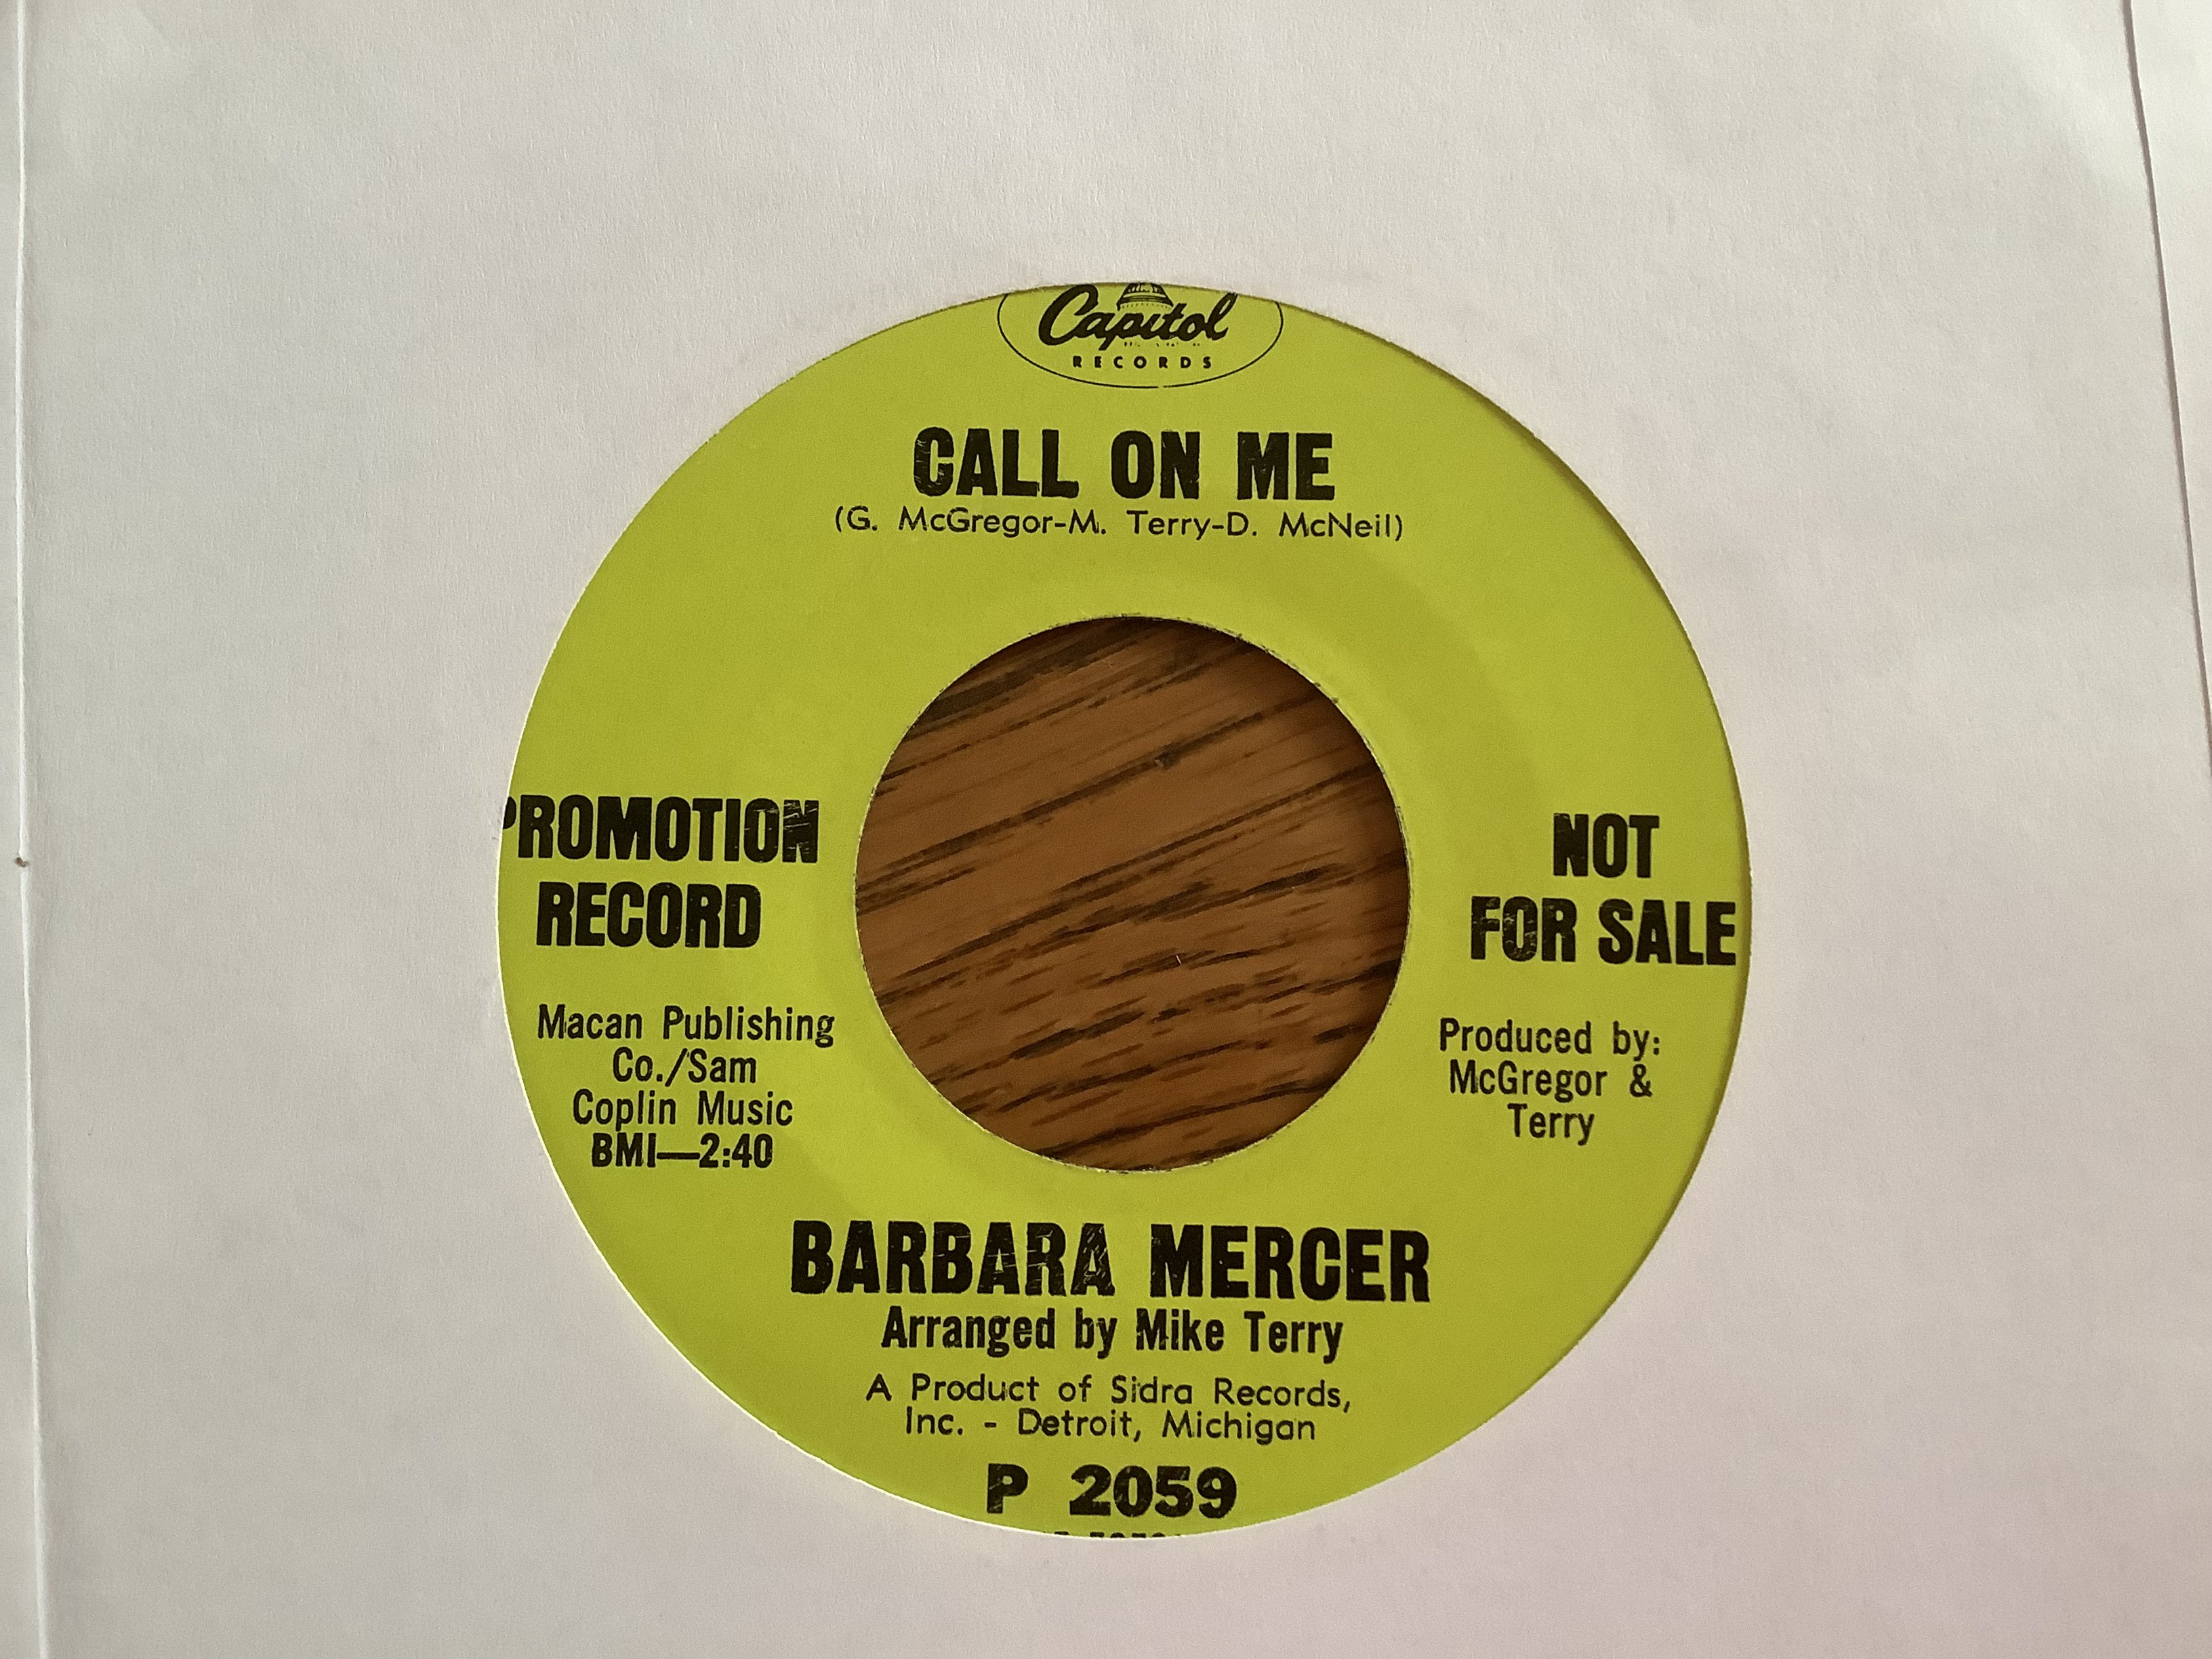 Capitol
RECORDS
CALL ON ME
(G. McGregor-M. Terry-D. McNeil)
PROMOTION
RECORD
Macan Publishing
Co./Sam
Coplin Music
BMI—2:40
NOT
FOR SALE
Produced by:
McGregor &
Terry
BARBARA MERCER
Arranged by Mike Terry
A Product of Sidra Records,
Inc. - Detroit, Michigan
P 2059